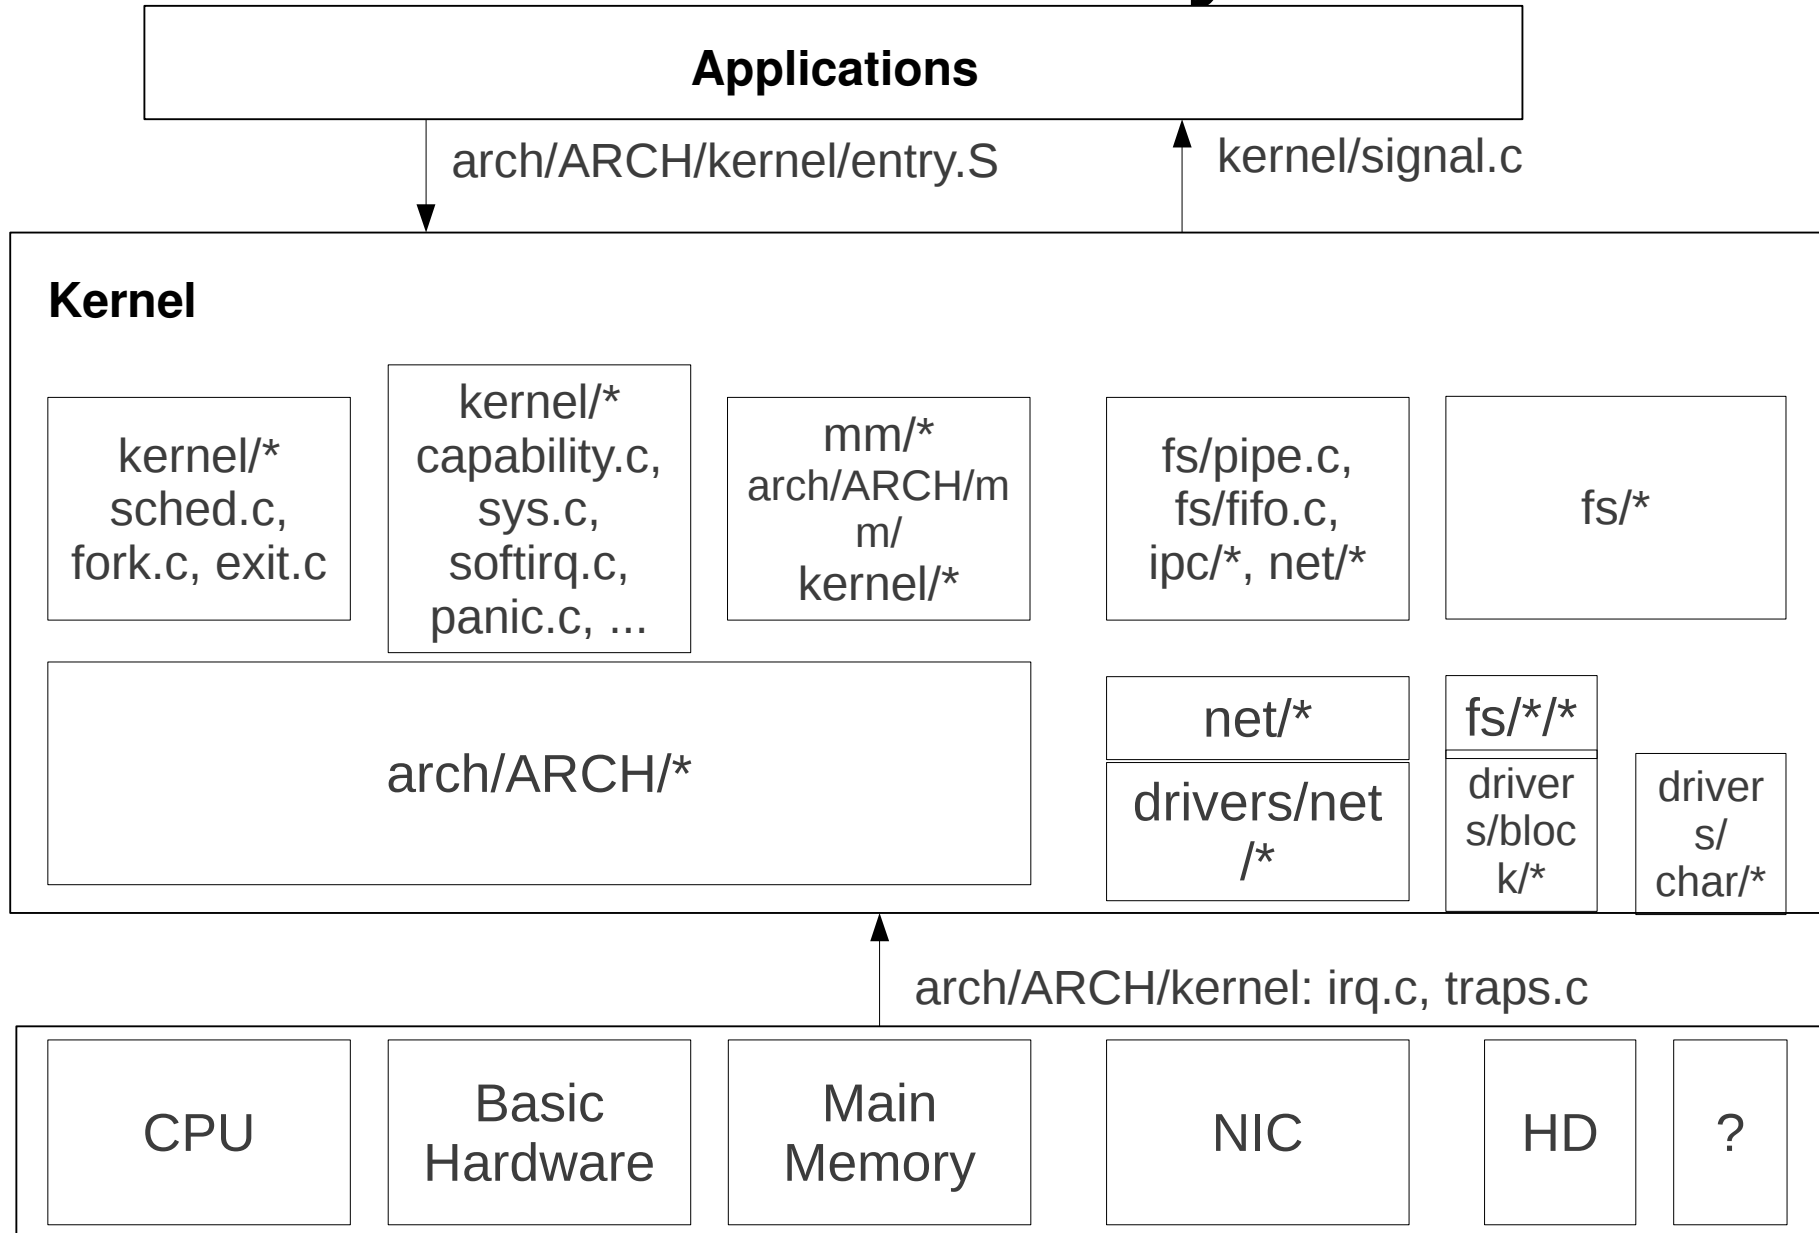 Applications
arch/ARCH/kernel/entry.S
kernel/signal.c
Kernel
kernel/*
sched.c,
fork.c, exit.c
kernel/*
capability.c,
sys.c,
softirq.c,
panic.c, ...
mm/*
arch/ARCH/m
m/
kernel/*
fs/pipe.c,
fs/fifo.c,
ipc/*, net/*
fs/*
arch/ARCH/*
net/*
drivers/net
/*
fs/*/*
driver
s/bloc
k/*
driver
s/
char/*
arch/ARCH/kernel: irq.c, traps.c
CPU
Basic
Hardware
Main
Memory
NIC
HD
?